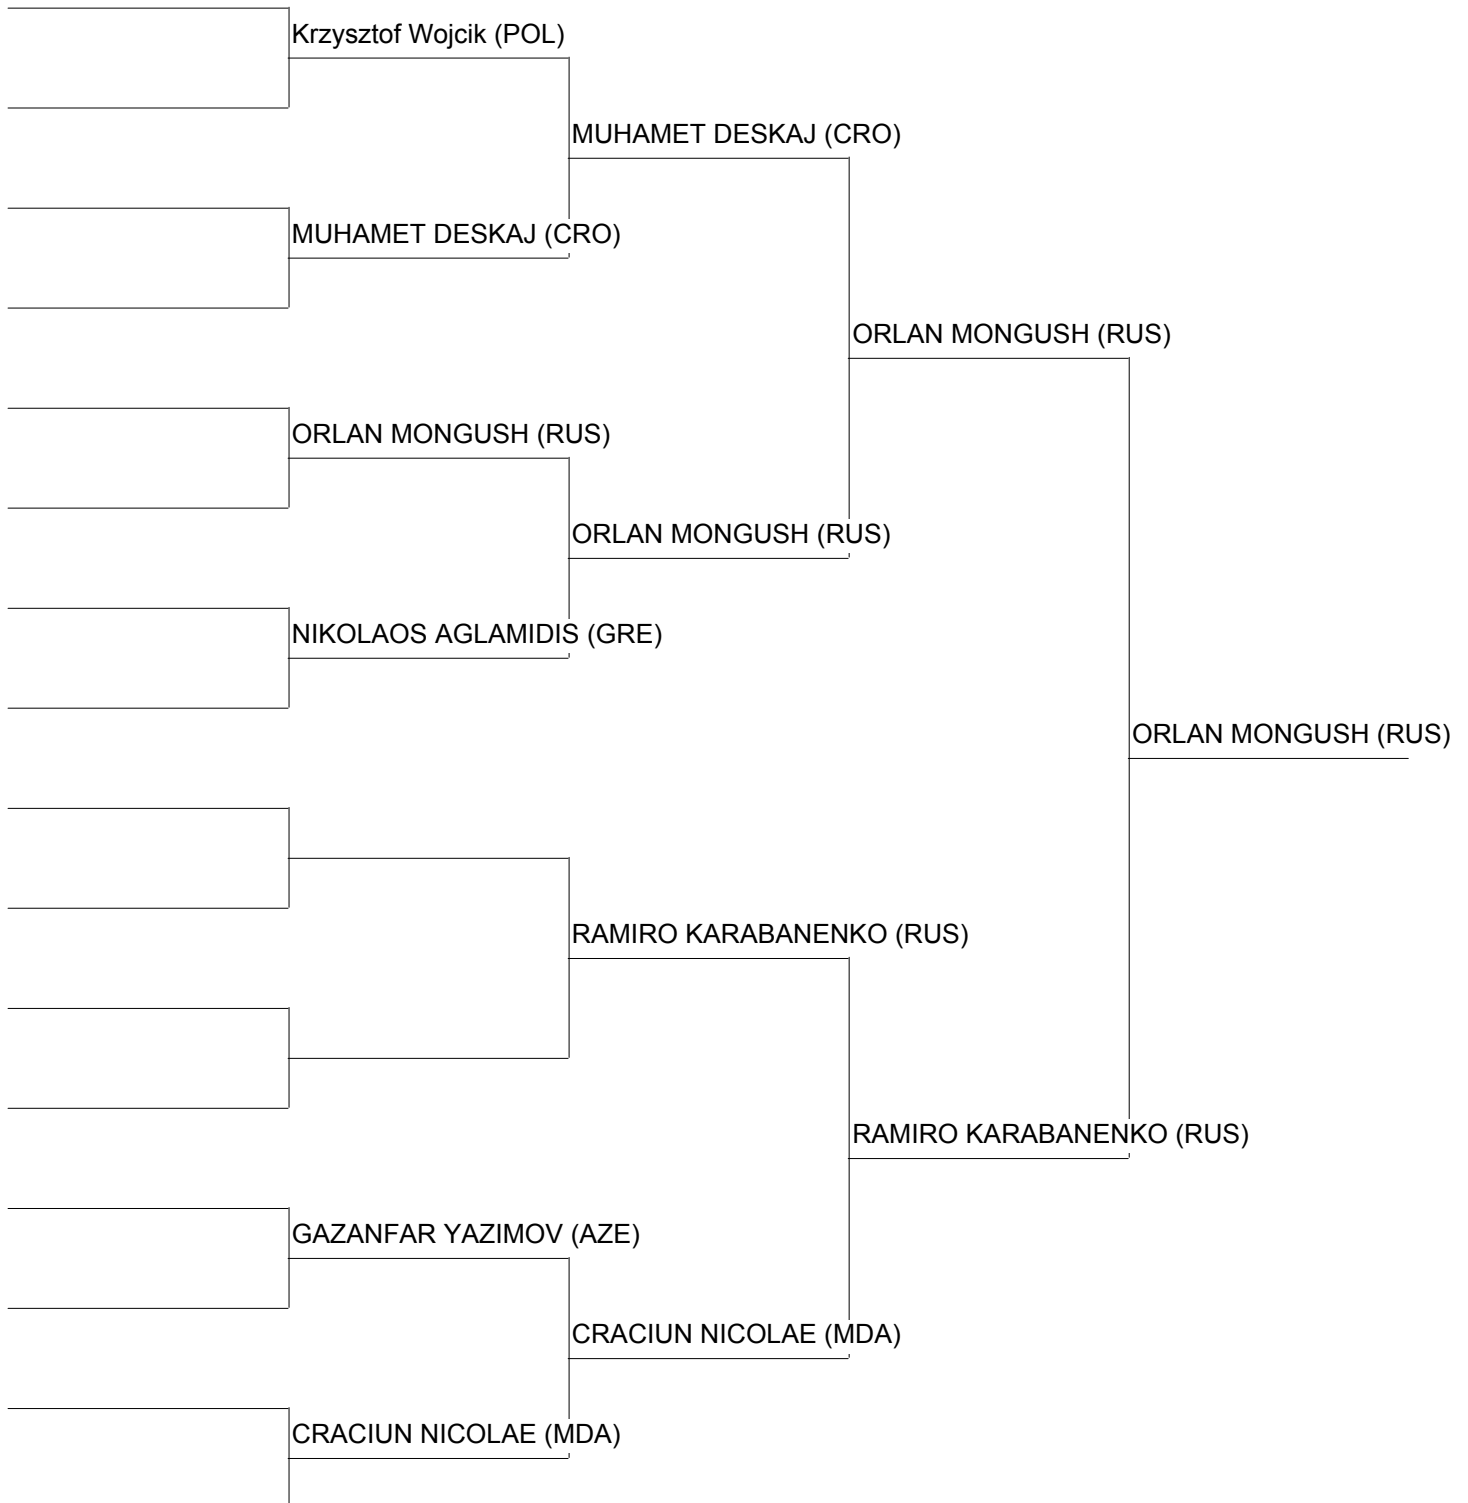 Krzysztof Wojcik (POL)
MUHAMET DESKAJ (CRO)
MUHAMET DESKAJ (CRO)
ORLAN MONGUSH (RUS)
ORLAN MONGUSH (RUS)
ORLAN MONGUSH (RUS)
NIKOLAOS AGLAMIDIS (GRE)
ORLAN MONGUSH (RUS)
RAMIRO KARABANENKO (RUS)
RAMIRO KARABANENKO (RUS)
GAZANFAR YAZIMOV (AZE)
CRACIUN NICOLAE (MDA)
CRACIUN NICOLAE (MDA)